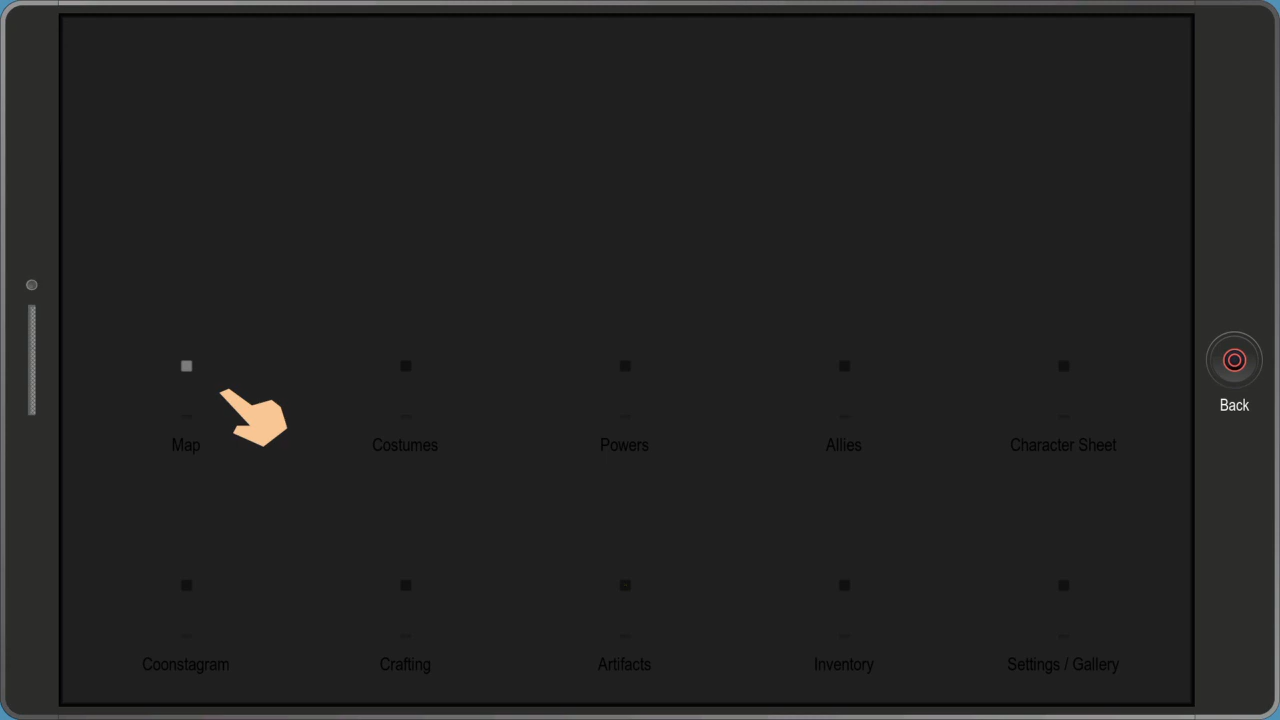 Back
Map
Costumes
Powers
Allies
Character Sheet
Coonstagram
Crafting
Artifacts
Inventory
Settings / Gallery